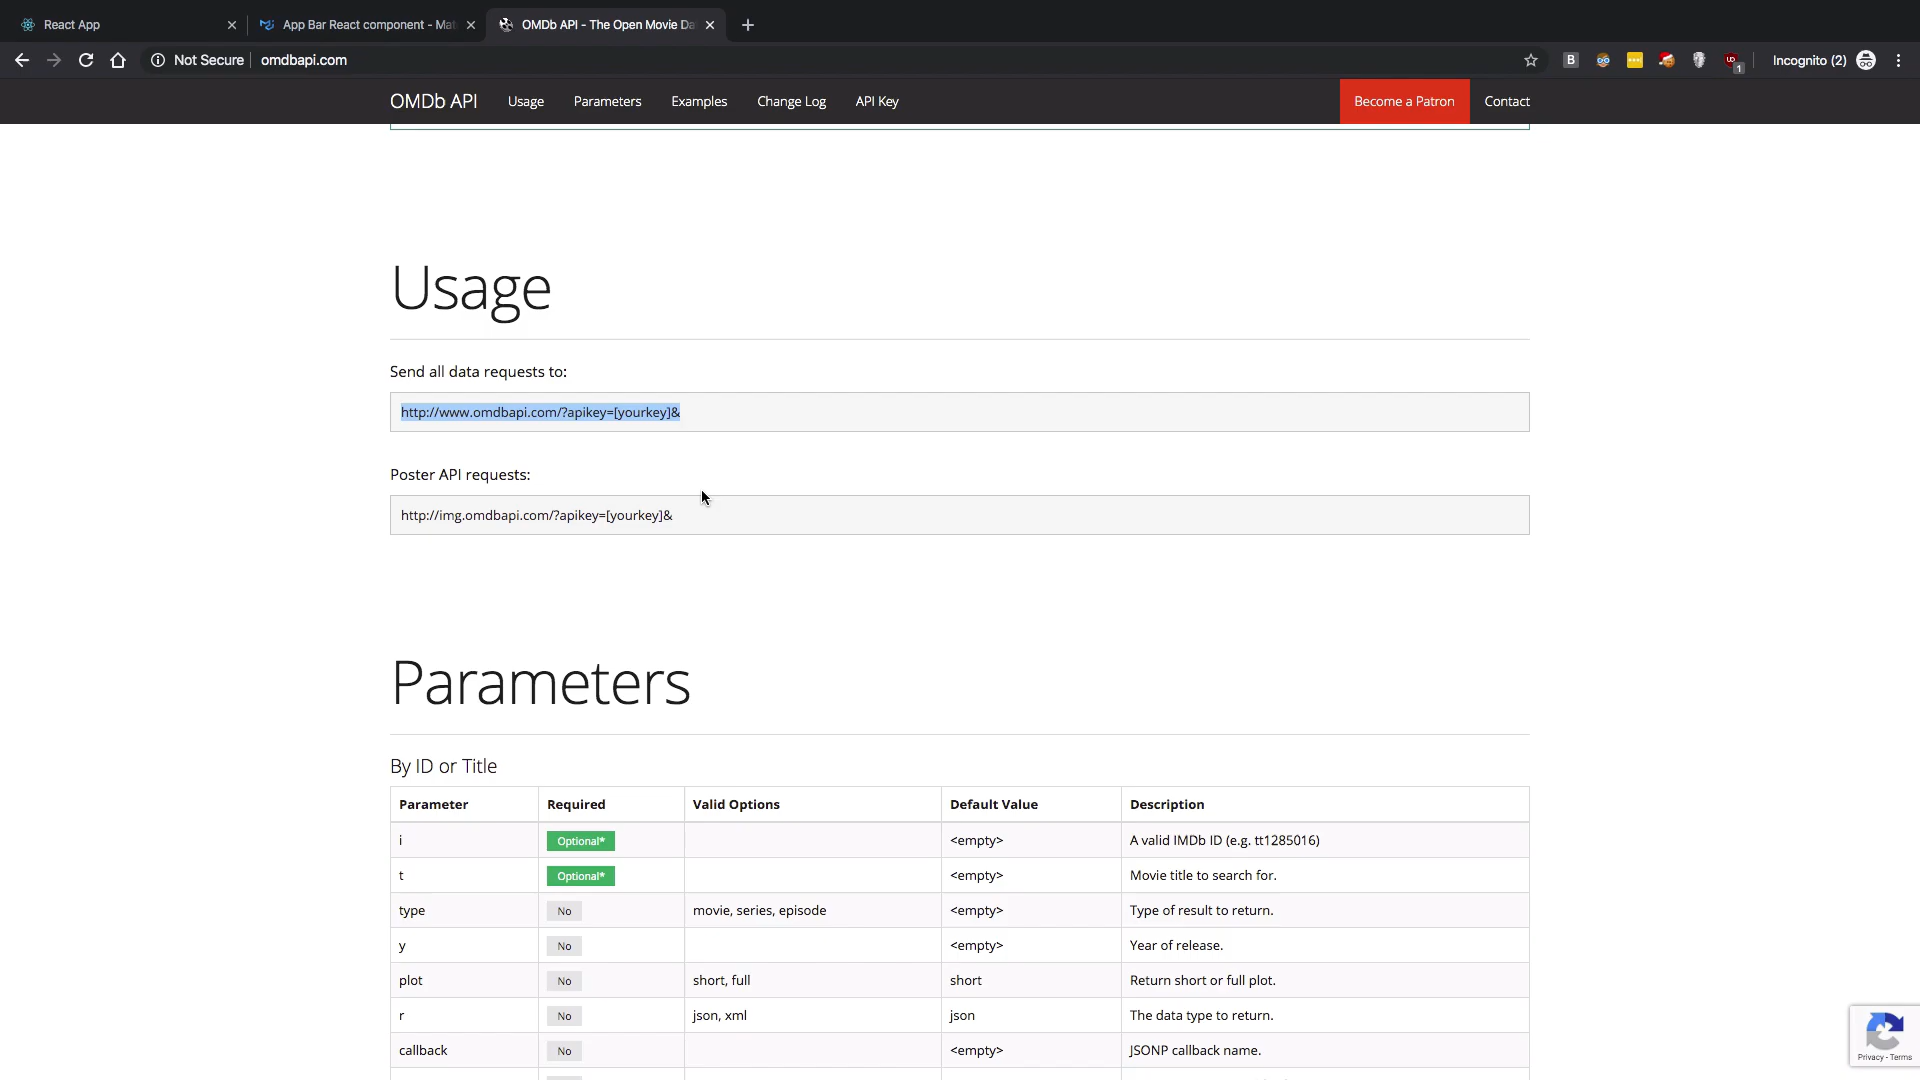 React App
App Bar React component - Mat
OMDb API - The Open Movie Da
Not Secure
omdbapi.com
B
UD
1
Incognito (2)
OMDb API
Usage
Parameters
Examples
Change Log
API Key
Become a Patron
Contact
Usage
Send all data requests to:
http://www.omdbapi.com/?apikey=[yourkey]&
Poster API requests:
http://img.omdbapi.com/?apikey=[yourkey]&
Parameters
By ID or Title
Parameter Required Valid Options Default Value Description
i Optional* <empty> A valid IMDb ID (e.g. tt1285016)
t Optional* <empty> Movie title to search for.
type No movie, series, episode <empty> Type of result to return.
y No <empty> Year of release.
plot No short, full short Return short or full plot.
r No json, xml json The data type to return.
callback No <empty> JSONP callback name.
Privacy - Terms